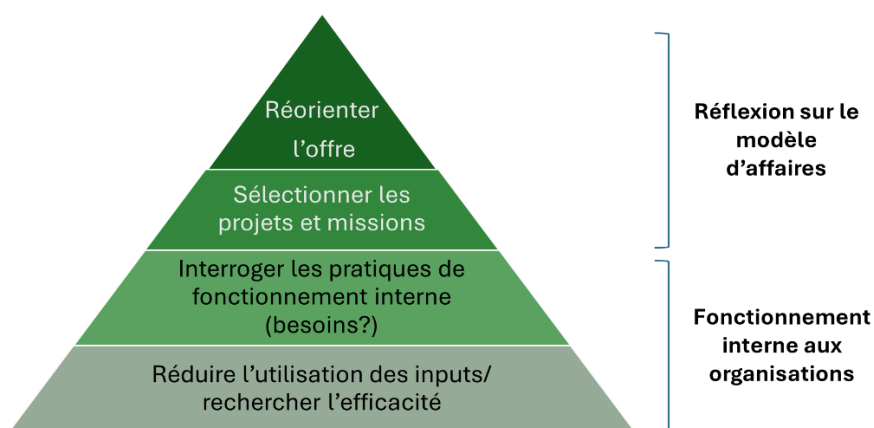 Réorienter
l’offre
Sélectionner les
projets et missions
Interroger les pratiques de
fonctionnement interne
(besoins?)
Réduire l’utilisation des inputs/
rechercher l’efficacité
Réflexion sur le
modèle
d’affaires
Fonctionnement
interne aux
organisations